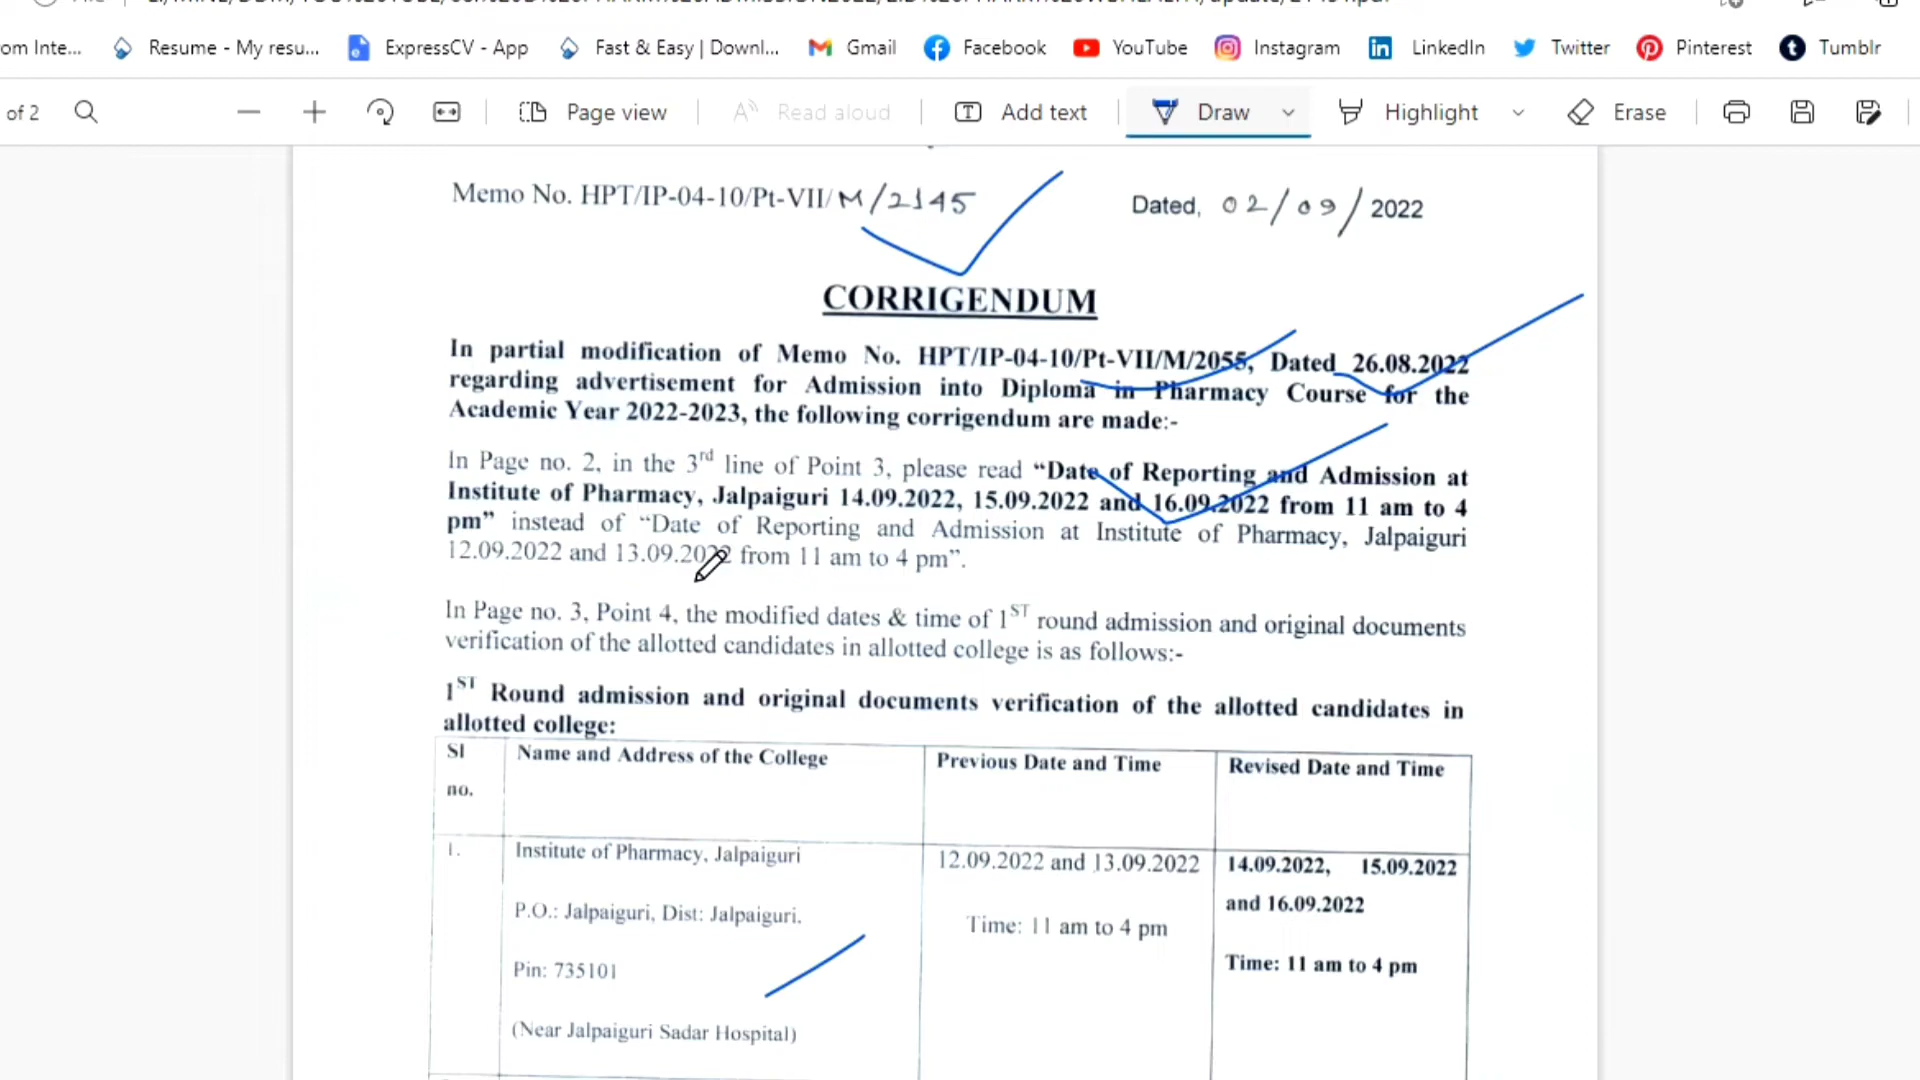 om Inte... Resume - My resu... ExpressCV - App Fast & Easy | Downl... Gmail Facebook YouTube Instagram LinkedIn Twitter Pinterest Tumblr
of 2 Page view Read aloud Add text Draw Highlight Erase
Memo No. HPT/IP-04-10/Pt-VII/M/2145 Dated, 02/09/2022
CORRIGENDUM
In partial modification of Memo No. HPT/IP-04-10/Pt-VII/M/2055, Dated 26.08.2022
regarding advertisement for Admission into Diploma in Pharmacy Course for the
Academic Year 2022-2023, the following corrigendum are made:-
In Page no. 2, in the 3rd line of Point 3, please read “Date of Reporting and Admission at
Institute of Pharmacy, Jalpaiguri 14.09.2022, 15.09.2022 and 16.09.2022 from 11 am to 4
pm” instead of “Date of Reporting and Admission at Institute of Pharmacy, Jalpaiguri
12.09.2022 and 13.09.2022 from 11 am to 4 pm”.
In Page no. 3, Point 4, the modified dates & time of 1ST round admission and original documents
verification of the allotted candidates in allotted college is as follows:-
1ST Round admission and original documents verification of the allotted candidates in
allotted college:
Sl no. Name and Address of the College Previous Date and Time Revised Date and Time
1. Institute of Pharmacy, Jalpaiguri 12.09.2022 and 13.09.2022 14.09.2022, 15.09.2022
and 16.09.2022
P.O.: Jalpaiguri, Dist: Jalpaiguri. Time: 11 am to 4 pm
Pin: 735101 Time: 11 am to 4 pm
(Near Jalpaiguri Sadar Hospital)